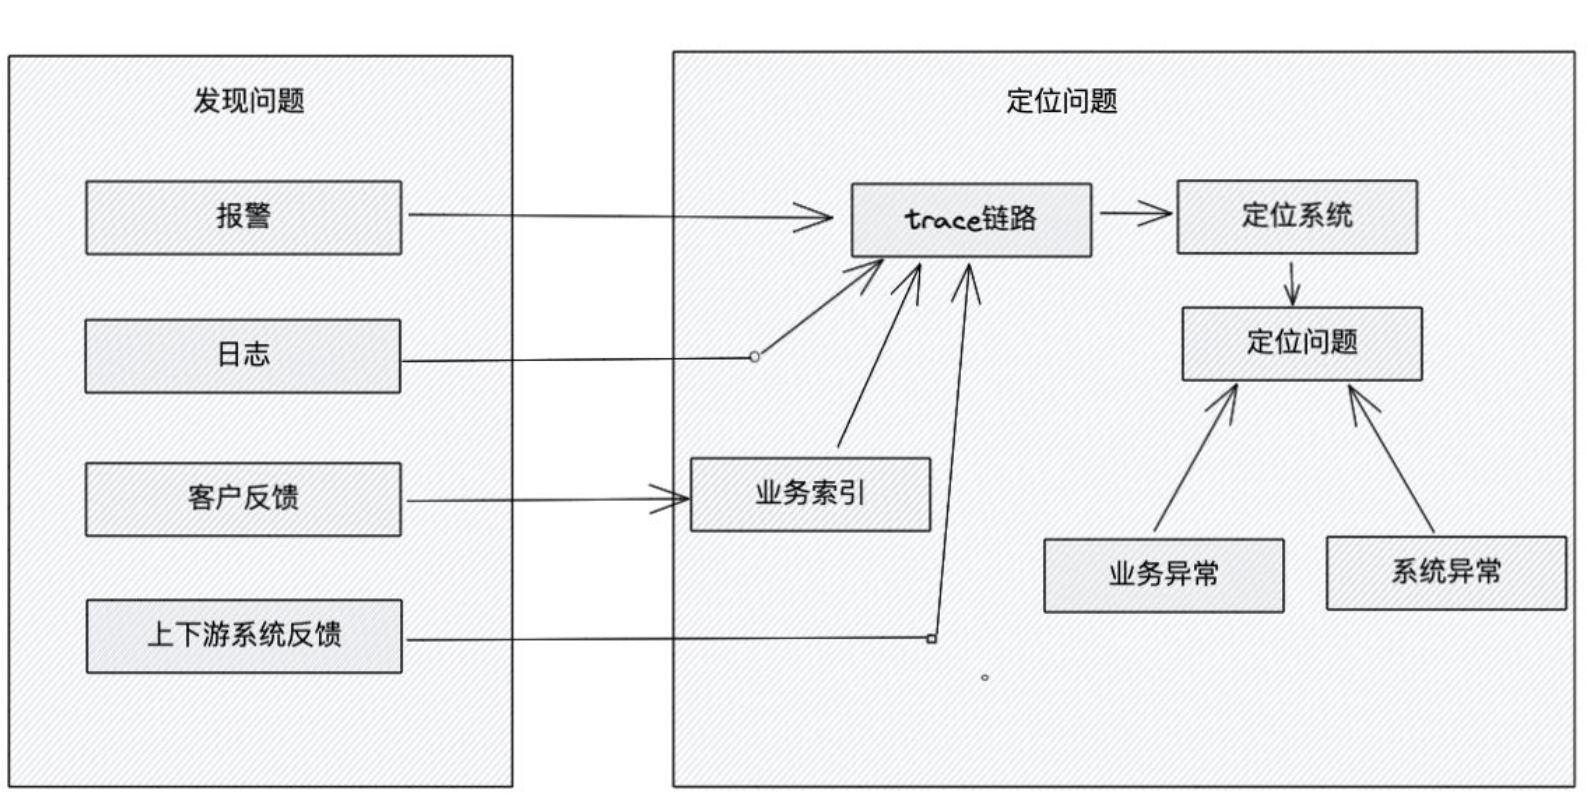 发现问题
报警
日志
客户反馈
上下游系统反馈
定位问题
trace链路
定位系统
定位问题
业务索引
业务异常
系统异常